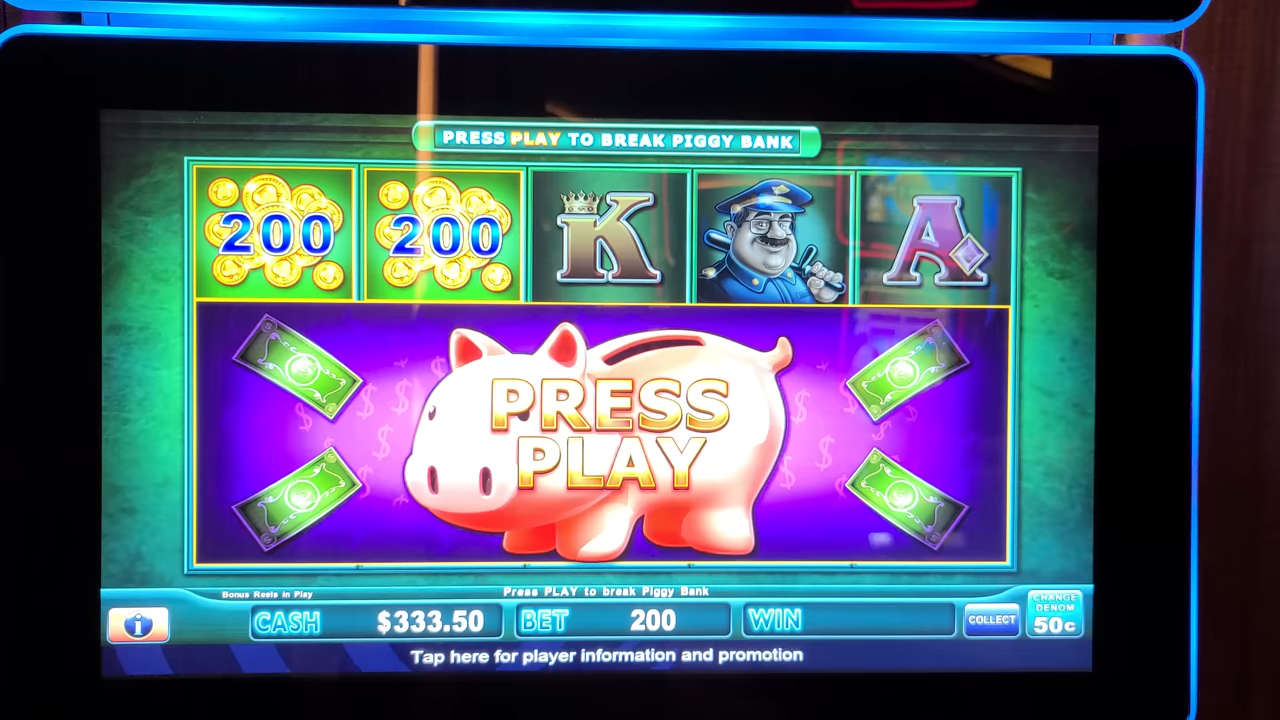 PRESS PLAY TO BREAK PIGGY BANK
200 200 K A
PRESS
PLAY
Bonus Reels in Play
Press PLAY to break Piggy Bank
i CASH $333.50 BET 200 WIN COLLECT
CHANGE
DENOM
50c
Tap here for player information and promotion